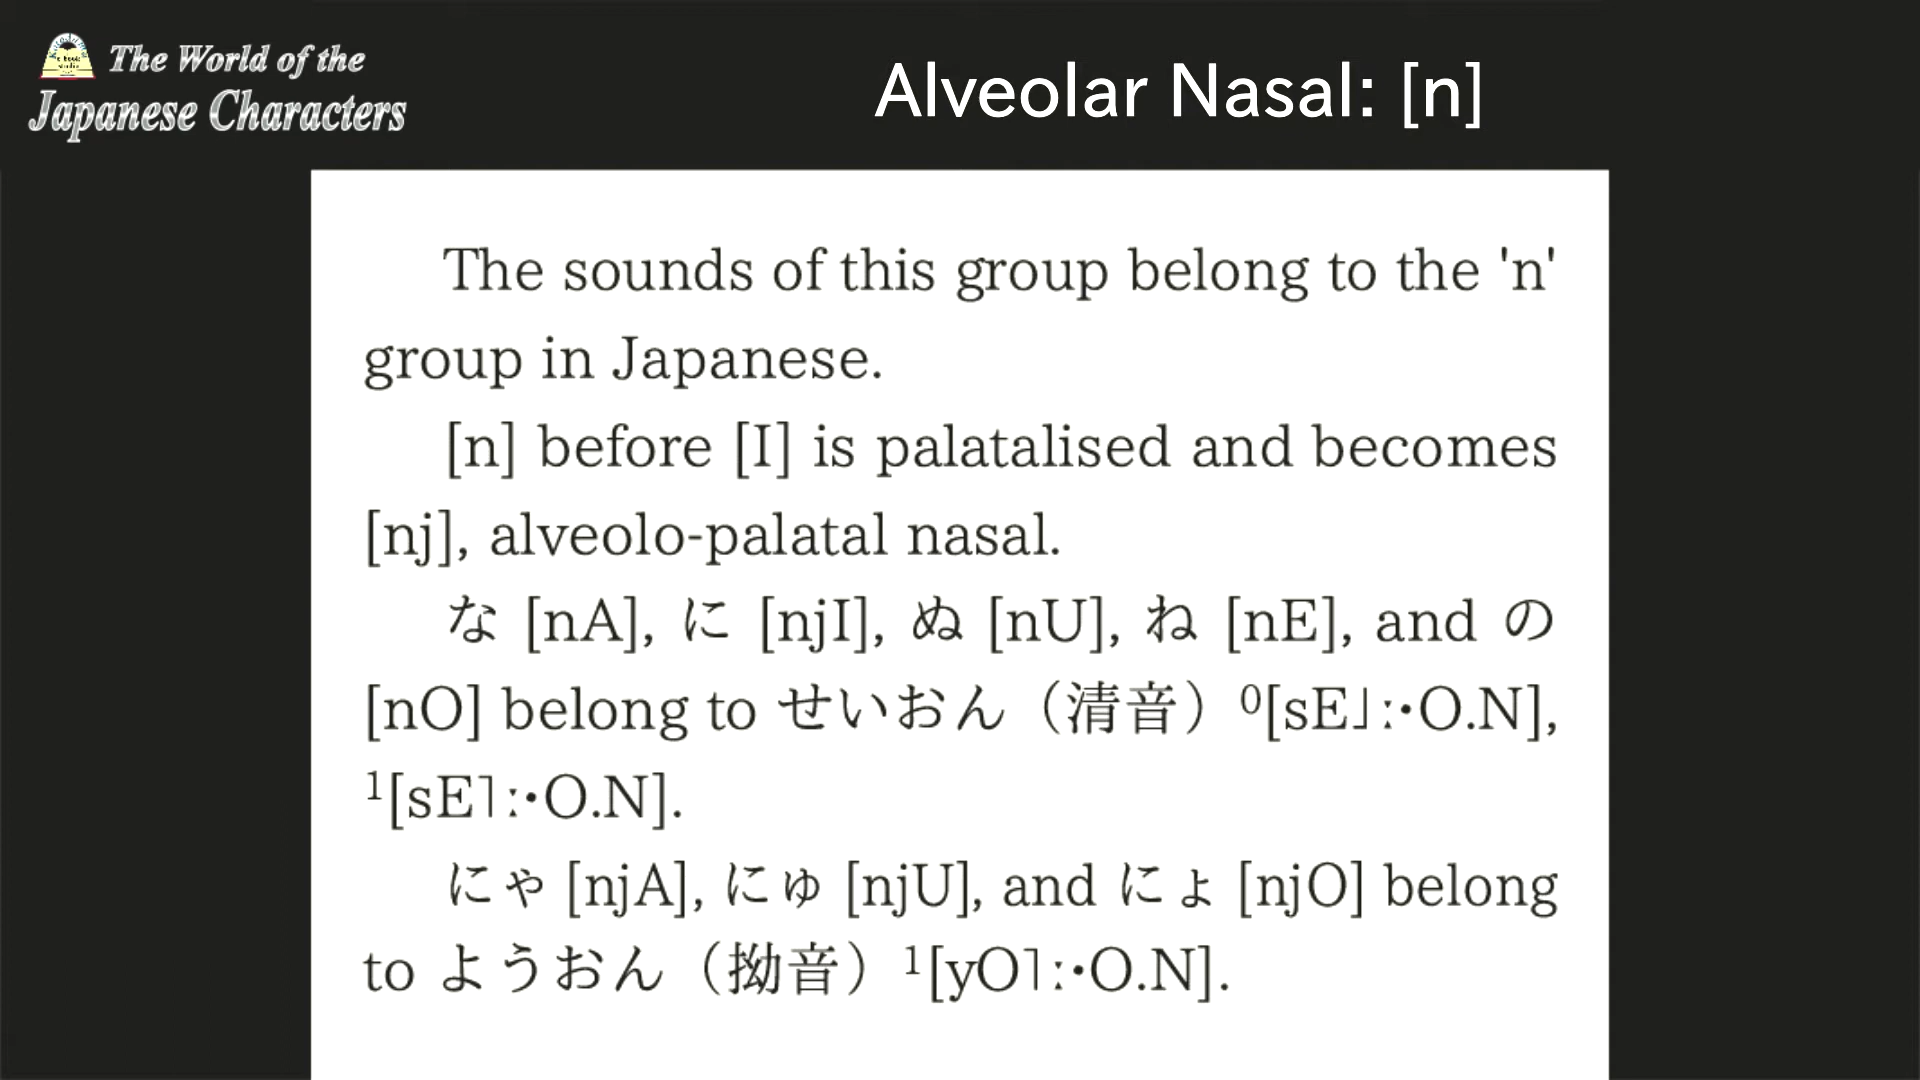 The World of the
Japanese Characters
Alveolar Nasal: [n]
The sounds of this group belong to the 'n'
group in Japanese.
[n] before [I] is palatalised and becomes
[nj], alveolo-palatal nasal.
な [nA], に [njI], ぬ [nU], ね [nE], and の
[nO] belong to せいおん（清音）⁰[sE˩ː•O.N],
¹[sE˥ː•O.N].
にゃ [njA], にゅ [njU], and にょ [njO] belong
to ようおん（拗音）¹[yO˥ː•O.N].